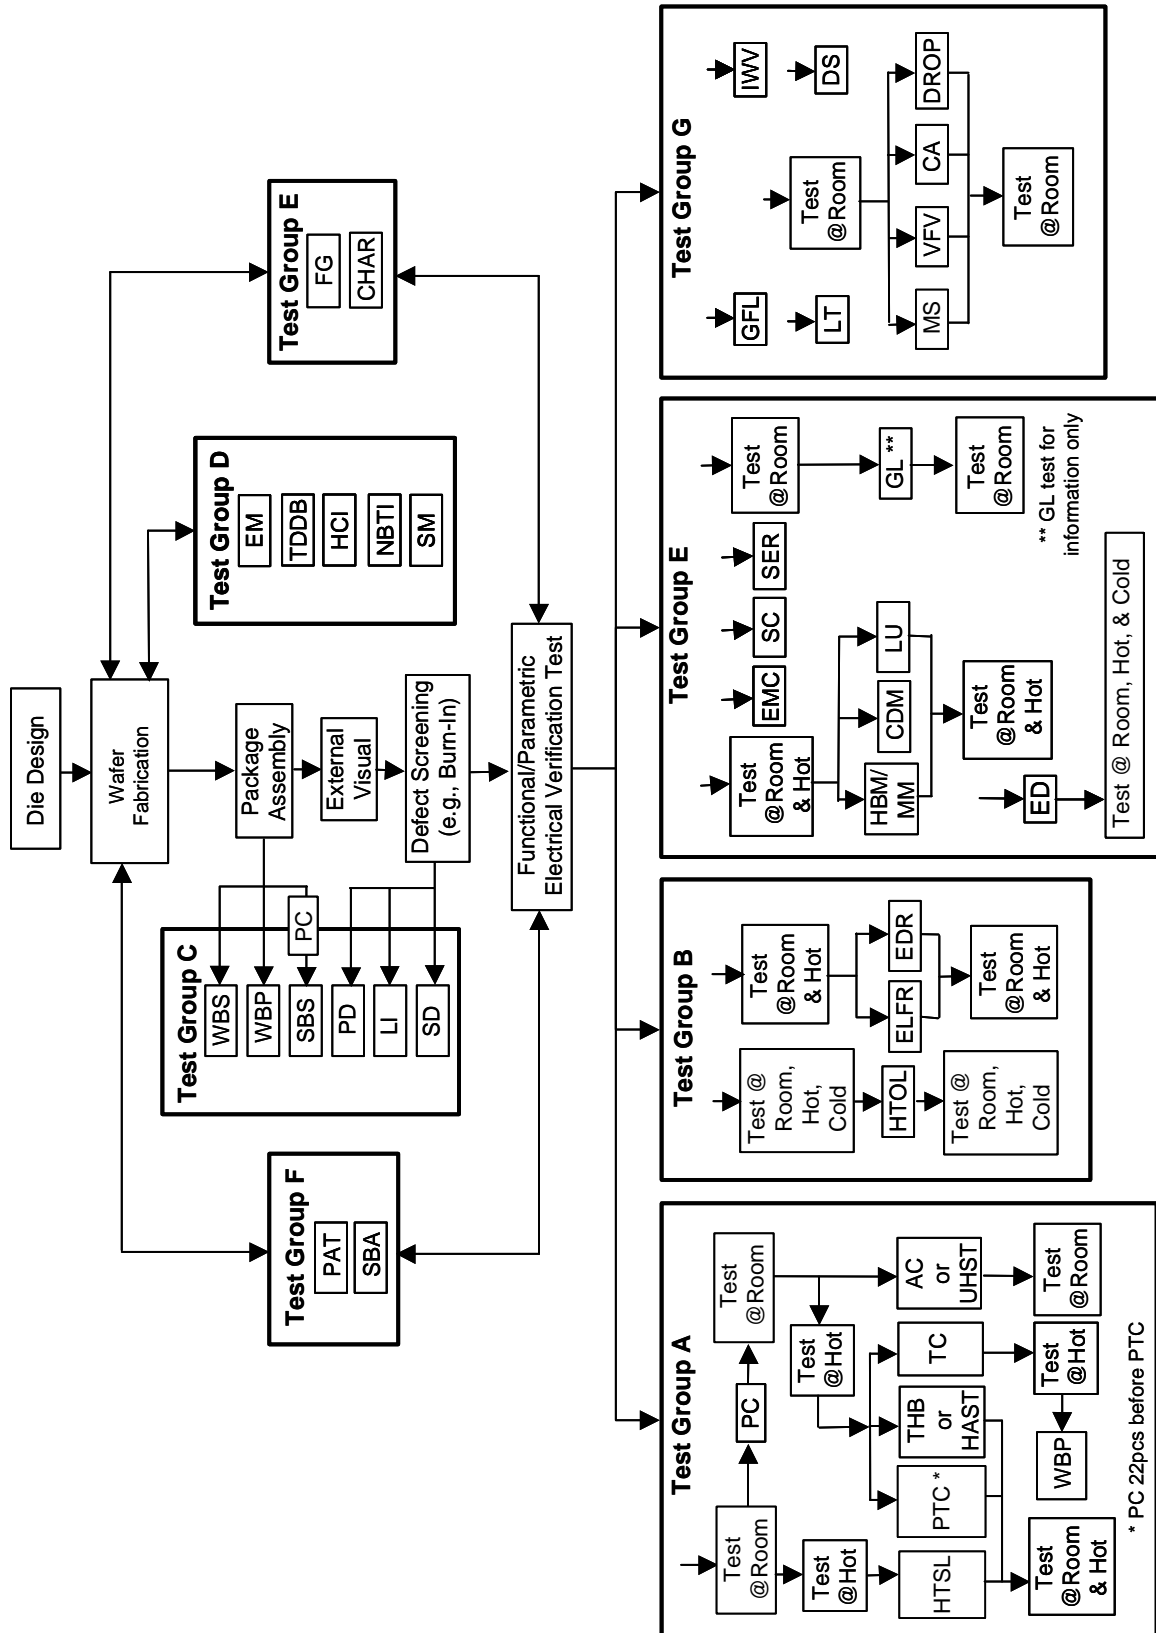 Die Design
Wafer
Fabrication
Package
Assembly
External
Visual
Defect Screening
(e.g., Burn-In)
Functional/Parametric
Electrical Verification Test
Test Group F
PAT
SBA
Test Group C
WBS
WBP
PC
SBS
PD
LI
SD
Test Group D
EM
TDDB
HCI
NBTI
SM
Test Group E
FG
CHAR
Test Group A
Test
@Room
PC
Test
@Room
Test
@Hot
Test
@Hot
HTSL
PTC *
THB
or
HAST
TC
AC
or
UHST
Test
@Room
& Hot
WBP
Test
@Hot
Test
@Room
* PC 22pcs before PTC
Test Group B
Test @
Room,
Hot,
Cold
HTOL
Test @
Room,
Hot,
Cold
Test
@Room
& Hot
ELFR
EDR
Test
@Room
& Hot
Test Group E
Test
@Room
& Hot
EMC
SC
SER
Test
@Room
HBM/
MM
CDM
LU
GL **
Test
@Room
& Hot
Test
@Room
ED
Test @ Room, Hot, & Cold
** GL test for
information only
Test Group G
GFL
IWV
LT
DS
Test
@Room
MS
VFV
CA
DROP
Test
@Room